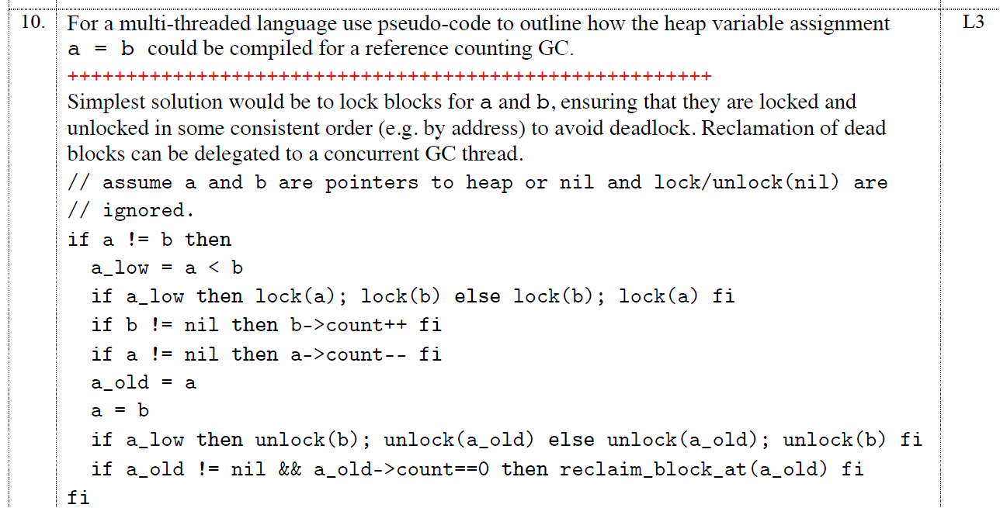 10. For a multi-threaded language use pseudo-code to outline how the heap variable assignment L3
a = b could be compiled for a reference counting GC.
+++++++++++++++++++++++++++++++++++++++++++++++++++++++
Simplest solution would be to lock blocks for a and b, ensuring that they are locked and
unlocked in some consistent order (e.g. by address) to avoid deadlock. Reclamation of dead
blocks can be delegated to a concurrent GC thread.
// assume a and b are pointers to heap or nil and lock/unlock(nil) are
// ignored.
if a != b then
  a_low = a < b
  if a_low then lock(a); lock(b) else lock(b); lock(a) fi
  if b != nil then b->count++ fi
  if a != nil then a->count-- fi
  a_old = a
  a = b
  if a_low then unlock(b); unlock(a_old) else unlock(a_old); unlock(b) fi
  if a_old != nil && a_old->count==0 then reclaim_block_at(a_old) fi
fi